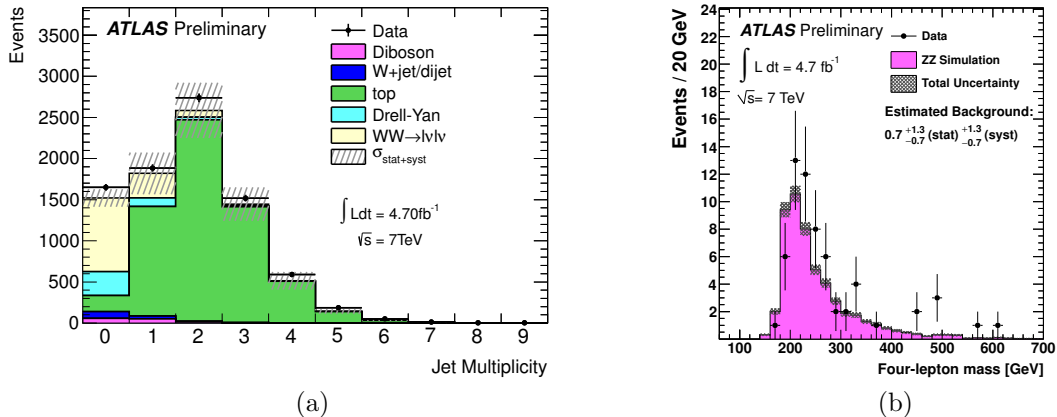 Events
ATLAS Preliminary
Data
Diboson
W+jet/dijet
top
Drell-Yan
WW→lνlν
σstat+syst
∫ Ldt = 4.70fb-1
√s = 7TeV
3500
3000
2500
2000
1500
1000
500
0
0 1 2 3 4 5 6 7 8 9
Jet Multiplicity
(a)
Events / 20 GeV
ATLAS Preliminary
∫ L dt = 4.7 fb-1
√s= 7 TeV
Data
ZZ Simulation
Total Uncertainty
Estimated Background:
0.7 +1.3 -0.7 (stat) +1.3 -0.7 (syst)
24
22
20
18
16
14
12
10
8
6
4
2
100 200 300 400 500 600 700
Four-lepton mass [GeV]
(b)